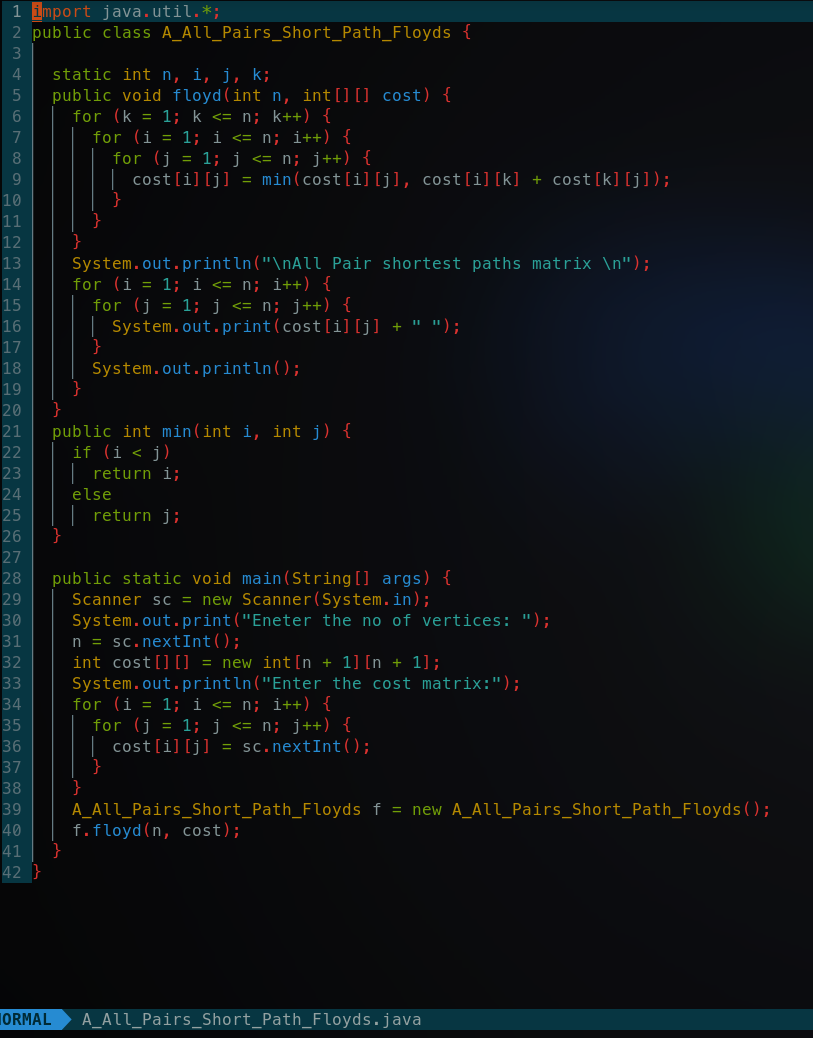 1 import java.util.*;
2 public class A_All_Pairs_Short_Path_Floyds {
3
4   static int n, i, j, k;
5   public void floyd(int n, int[][] cost) {
6     for (k = 1; k <= n; k++) {
7       for (i = 1; i <= n; i++) {
8         for (j = 1; j <= n; j++) {
9           cost[i][j] = min(cost[i][j], cost[i][k] + cost[k][j]);
10         }
11       }
12     }
13     System.out.println("\nAll Pair shortest paths matrix \n");
14     for (i = 1; i <= n; i++) {
15       for (j = 1; j <= n; j++) {
16         System.out.print(cost[i][j] + " ");
17       }
18       System.out.println();
19     }
20   }
21   public int min(int i, int j) {
22     if (i < j)
23       return i;
24     else
25       return j;
26   }
27
28   public static void main(String[] args) {
29     Scanner sc = new Scanner(System.in);
30     System.out.print("Eneter the no of vertices: ");
31     n = sc.nextInt();
32     int cost[][] = new int[n + 1][n + 1];
33     System.out.println("Enter the cost matrix:");
34     for (i = 1; i <= n; i++) {
35       for (j = 1; j <= n; j++) {
36         cost[i][j] = sc.nextInt();
37       }
38     }
39     A_All_Pairs_Short_Path_Floyds f = new A_All_Pairs_Short_Path_Floyds();
40     f.floyd(n, cost);
41   }
42 }
NORMAL A_All_Pairs_Short_Path_Floyds.java